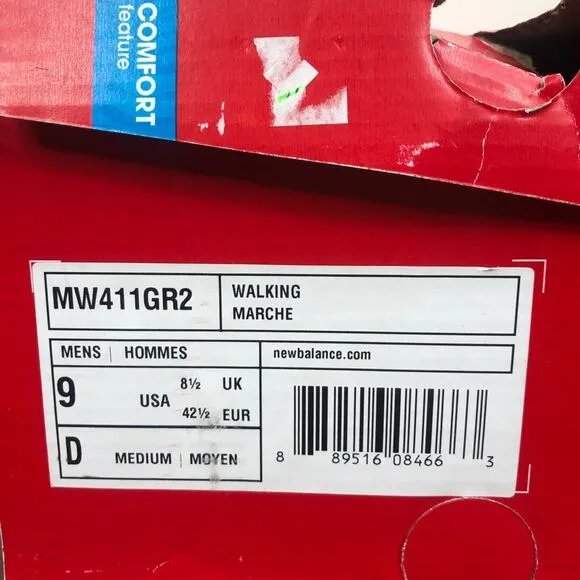 COMFORT
feature
MW411GR2
WALKING
MARCHE
MENS | HOMMES
newbalance.com
9 USA 8½ UK
42½ EUR
D MEDIUM | MOYEN
8 89516 08466 3